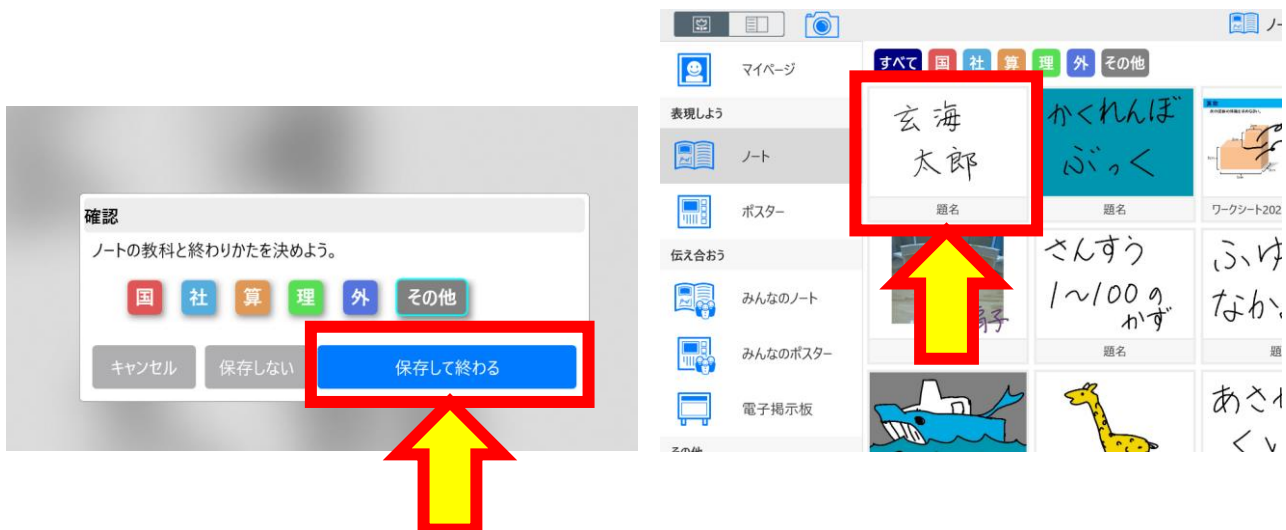 確認
ノートの教科と終わりかたを決めよう。
国 社 算 理 外 その他
キャンセル 保存しない 保存して終わる
マイページ
表現しよう
ノート
ポスター
伝え合おう
みんなのノート
みんなのポスター
電子掲示板
すべて 国 社 算 理 外 その他
玄海
太郎
題名
かくれんぼ
ぶっく
題名
ワークシート202
さんすう
1~100の
かず
題名